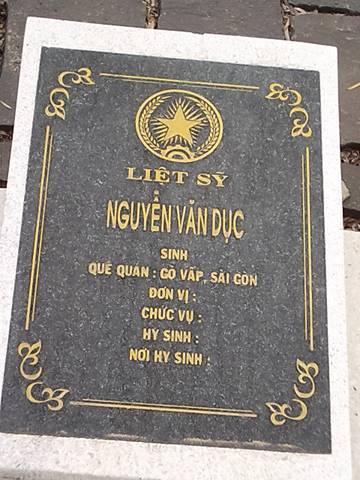 LIỆT SỸ
NGUYỄN VĂN DỤC
SINH
QUÊ QUÁN : GÒ VẤP, SÀI GÒN
ĐƠN VỊ :
CHỨC VỤ :
HY SINH :
NƠI HY SINH :